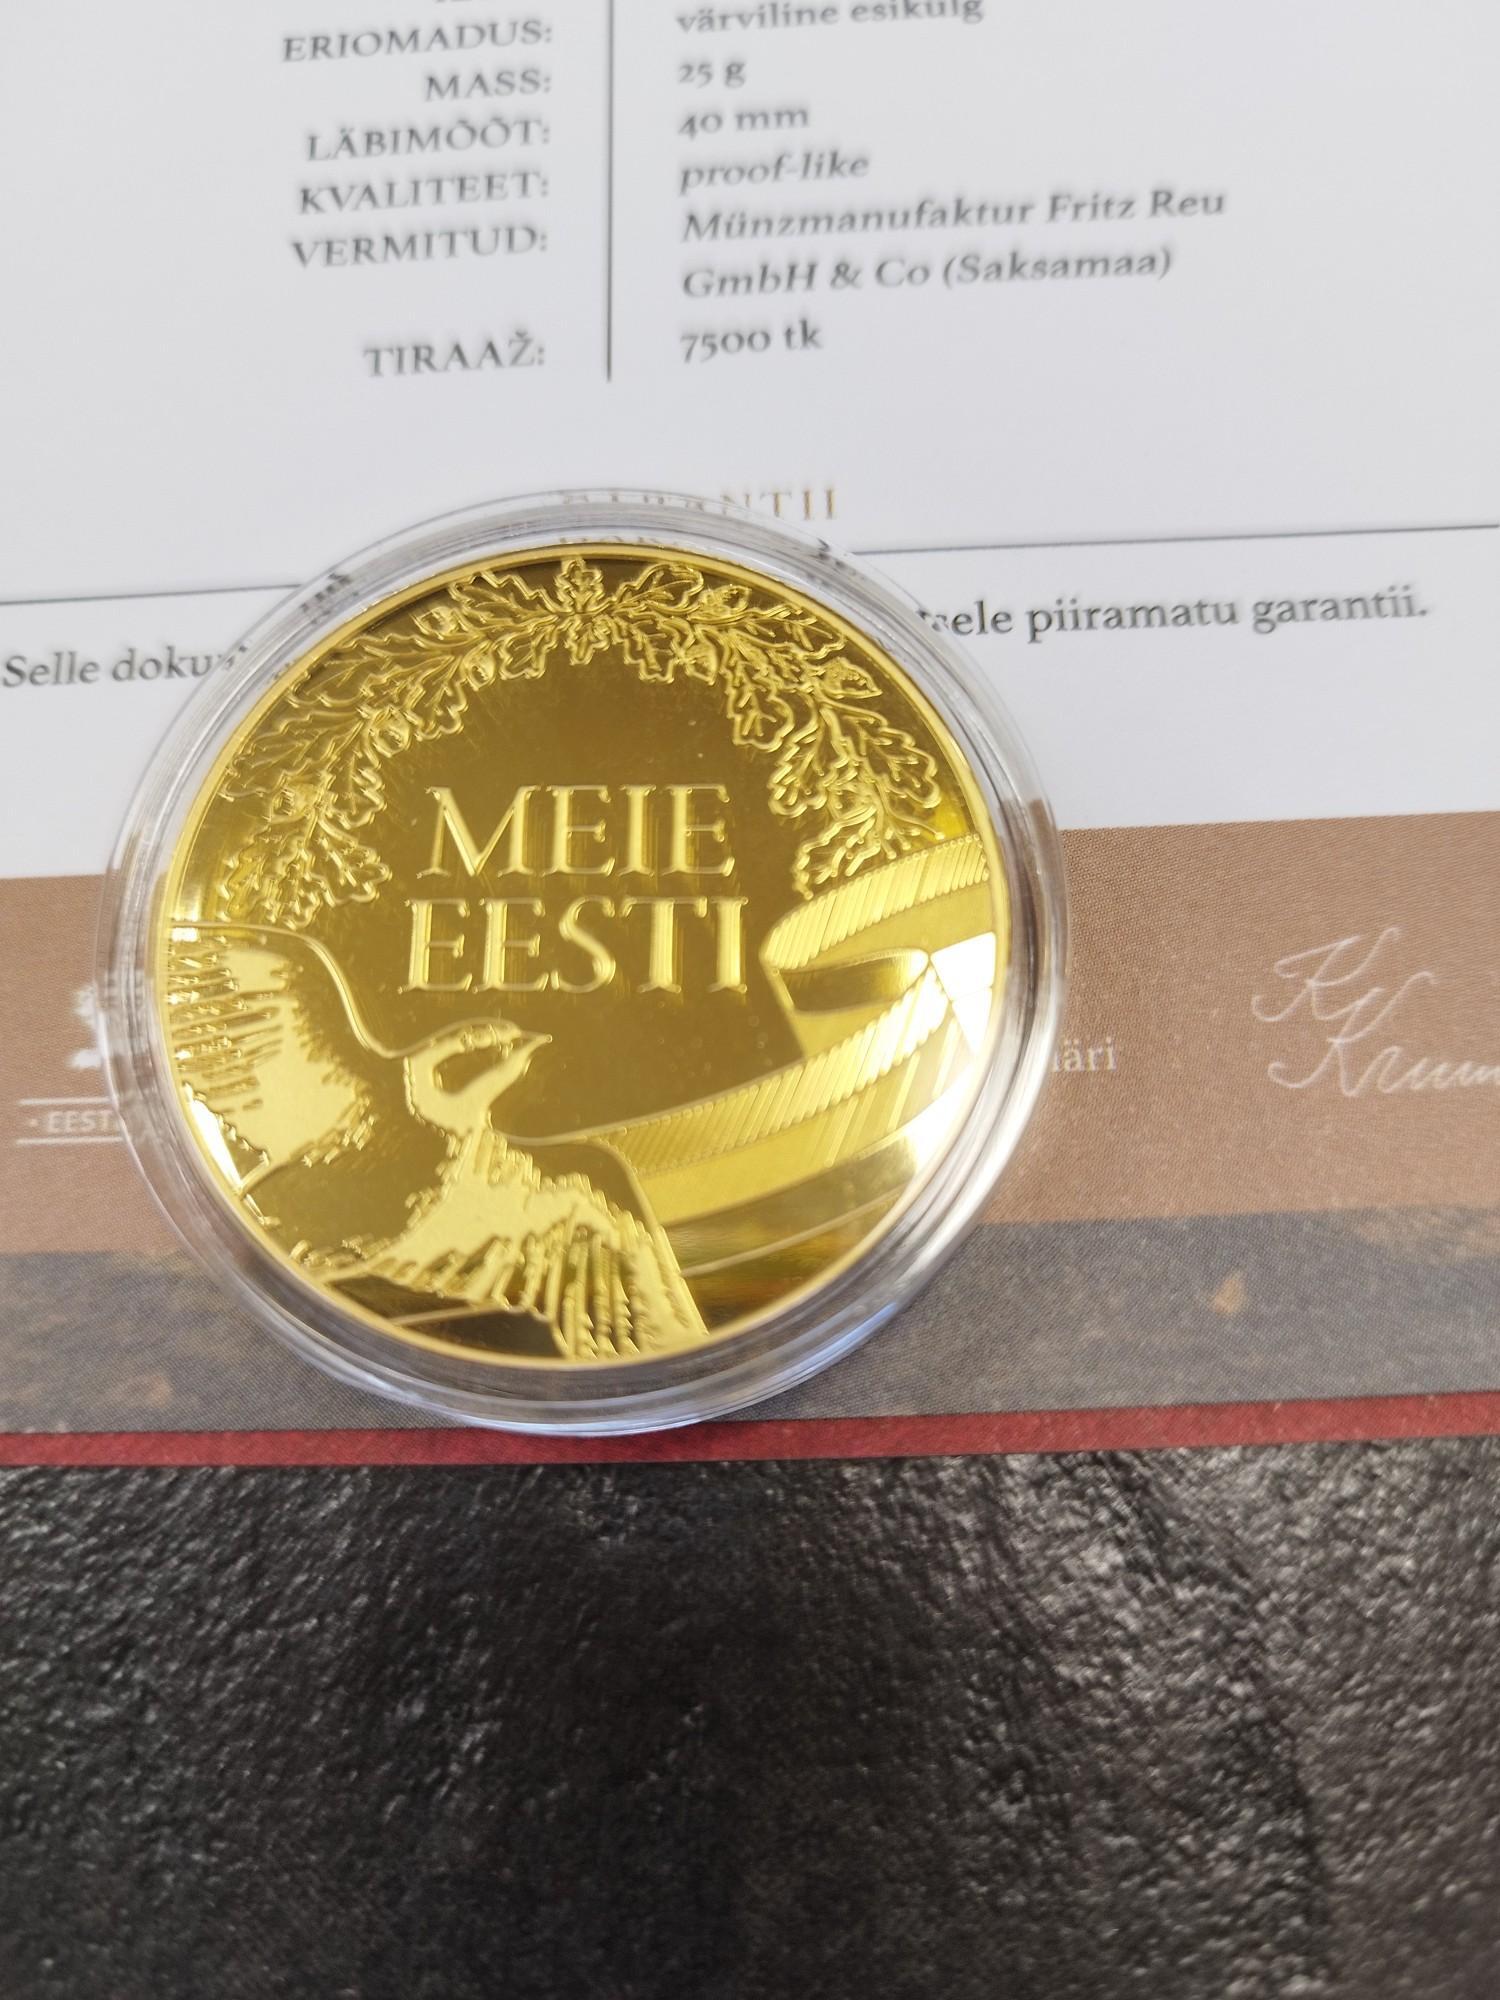 ERIOMADUS: värviline esikülg
MASS: 25 g
LÄBIMÕÕT: 40 mm
KVALITEET: proof-like
VERMITUD: Münzmanufaktur Fritz Reu
GmbH & Co (Saksamaa)
TIRAAŽ: 7500 tk
GARANTII
Selle piiramatu garantii.
MEIE
EESTI